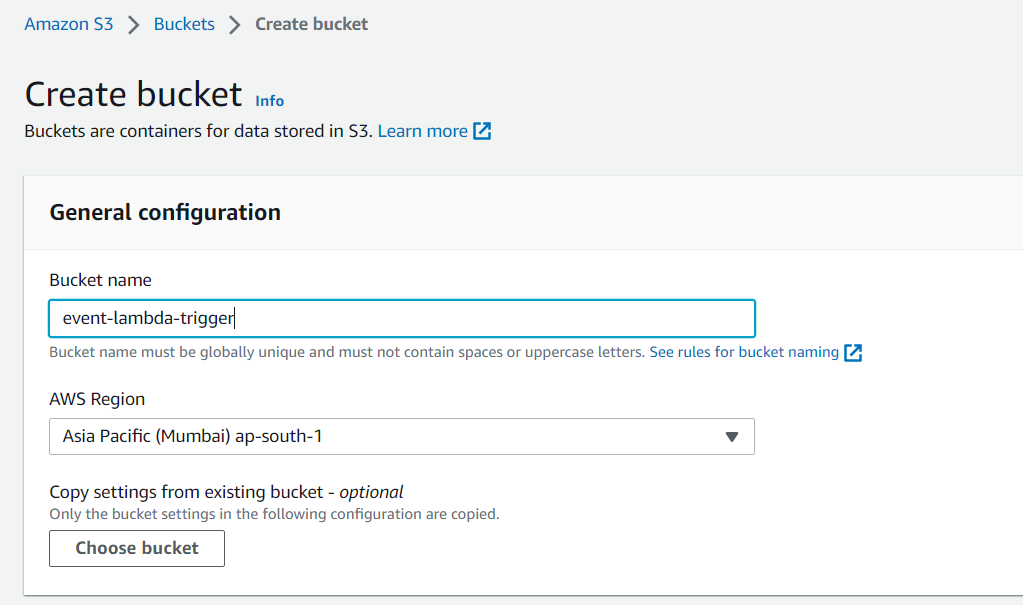 Amazon S3 > Buckets > Create bucket
Create bucket Info
Buckets are containers for data stored in S3. Learn more
General configuration
Bucket name
event-lambda-trigger
Bucket name must be globally unique and must not contain spaces or uppercase letters. See rules for bucket naming
AWS Region
Asia Pacific (Mumbai) ap-south-1
Copy settings from existing bucket - optional
Only the bucket settings in the following configuration are copied.
Choose bucket